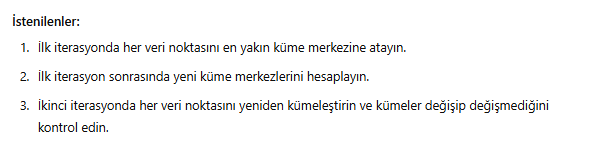 İstenilenler:
1. İlk iterasyonda her veri noktasını en yakın küme merkezine atayın.
2. İlk iterasyon sonrasında yeni küme merkezlerini hesaplayın.
3. İkinci iterasyonda her veri noktasını yeniden kümeleştirin ve kümeler değişip değişmediğini
kontrol edin.